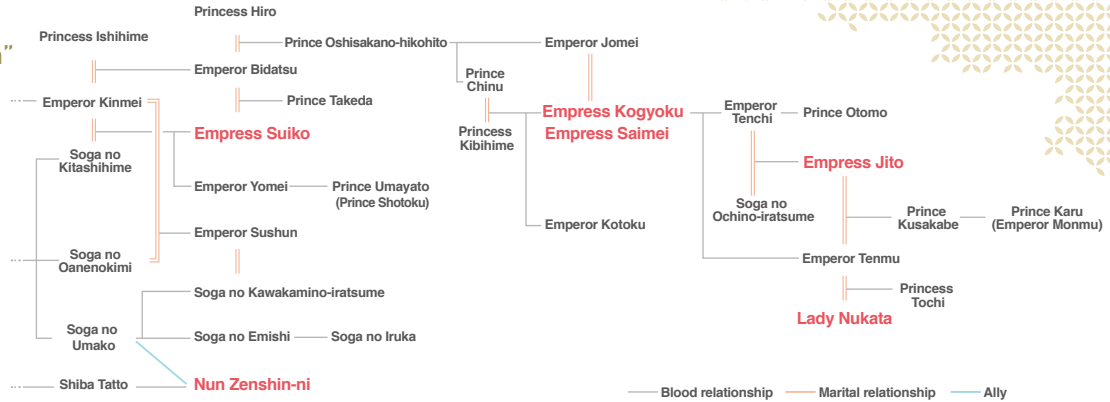 Princess Hiro
Princess Ishihime
Prince Oshisakano-hikohito
Emperor Jomei
”
Emperor Bidatsu
Prince
Chinu
Emperor Kinmei
Prince Takeda
Empress Kogyoku
Empress Saimei
Emperor
Tenchi
Prince Otomo
Empress Suiko
Princess
Kibihime
Soga no
Kitashihime
Empress Jito
Emperor Yomei
Prince Umayato
(Prince Shotoku)
Soga no
Ochino-iratsume
Emperor Kotoku
Prince
Kusakabe
Prince Karu
(Emperor Monmu)
Emperor Sushun
Soga no
Oanenokimi
Emperor Tenmu
Soga no Kawakamino-iratsume
Princess
Tochi
Soga no
Umako
Soga no Emishi
Soga no Iruka
Lady Nukata
Shiba Tatto
Nun Zenshin-ni
Blood relationship
Marital relationship
Ally